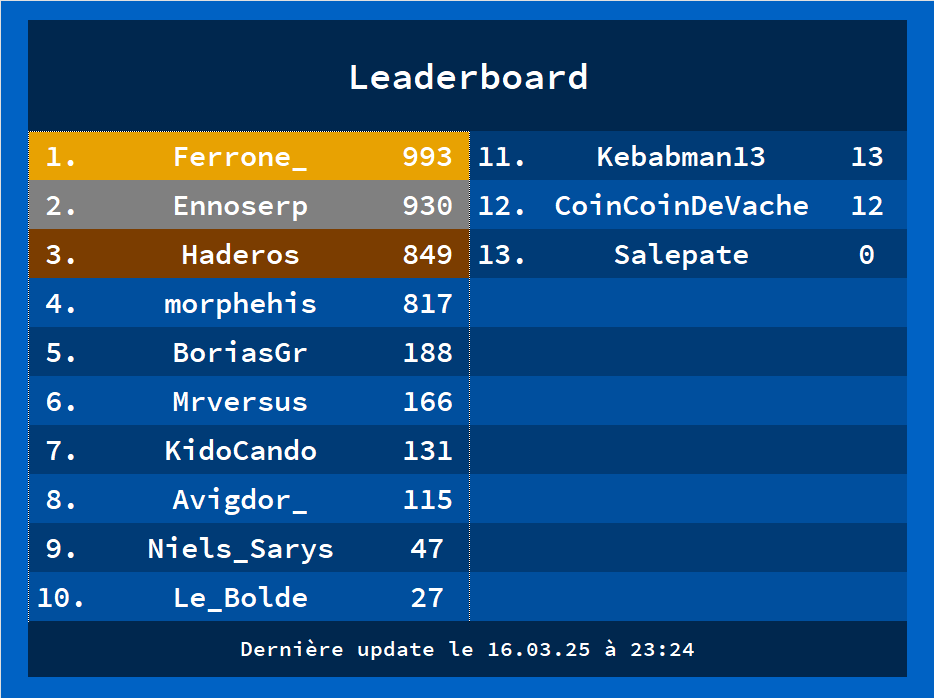 Leaderboard
1. Ferrone_ 993
2. Ennoserp 930
3. Haderos 849
4. morphehis 817
5. BoriasGr 188
6. Mrversus 166
7. KidoCando 131
8. Avigdor_ 115
9. Niels_Sarys 47
10. Le_Bolde 27
11. Kebabman13 13
12. CoinCoinDeVache 12
13. Salepate 0
Dernière update le 16.03.25 à 23:24